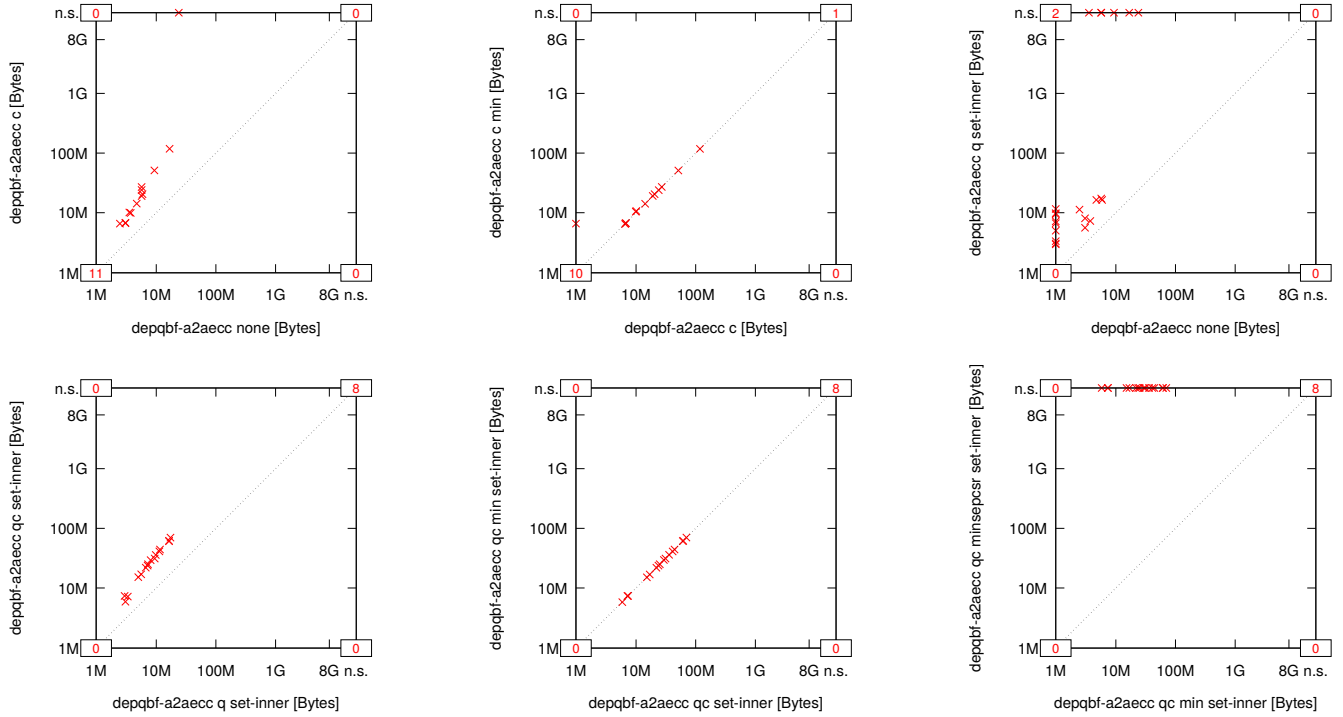 depqbf-a2aecc c [Bytes]
n.s.
8G
1G
100M
10M
1M
0
0
11
0
1M 10M 100M 1G 8G n.s.
depqbf-a2aecc none [Bytes]
depqbf-a2aecc c min [Bytes]
n.s.
8G
1G
100M
10M
1M
0
1
10
0
1M 10M 100M 1G 8G n.s.
depqbf-a2aecc c [Bytes]
depqbf-a2aecc q set-inner [Bytes]
n.s.
8G
1G
100M
10M
1M
2
0
0
0
1M 10M 100M 1G 8G n.s.
depqbf-a2aecc none [Bytes]
depqbf-a2aecc qc set-inner [Bytes]
n.s.
8G
1G
100M
10M
1M
0
8
0
0
1M 10M 100M 1G 8G n.s.
depqbf-a2aecc q set-inner [Bytes]
depqbf-a2aecc qc min set-inner [Bytes]
n.s.
8G
1G
100M
10M
1M
0
8
0
0
1M 10M 100M 1G 8G n.s.
depqbf-a2aecc qc set-inner [Bytes]
depqbf-a2aecc qc minsepcsr set-inner [Bytes]
n.s.
8G
1G
100M
10M
1M
0
8
0
0
1M 10M 100M 1G 8G n.s.
depqbf-a2aecc qc min set-inner [Bytes]